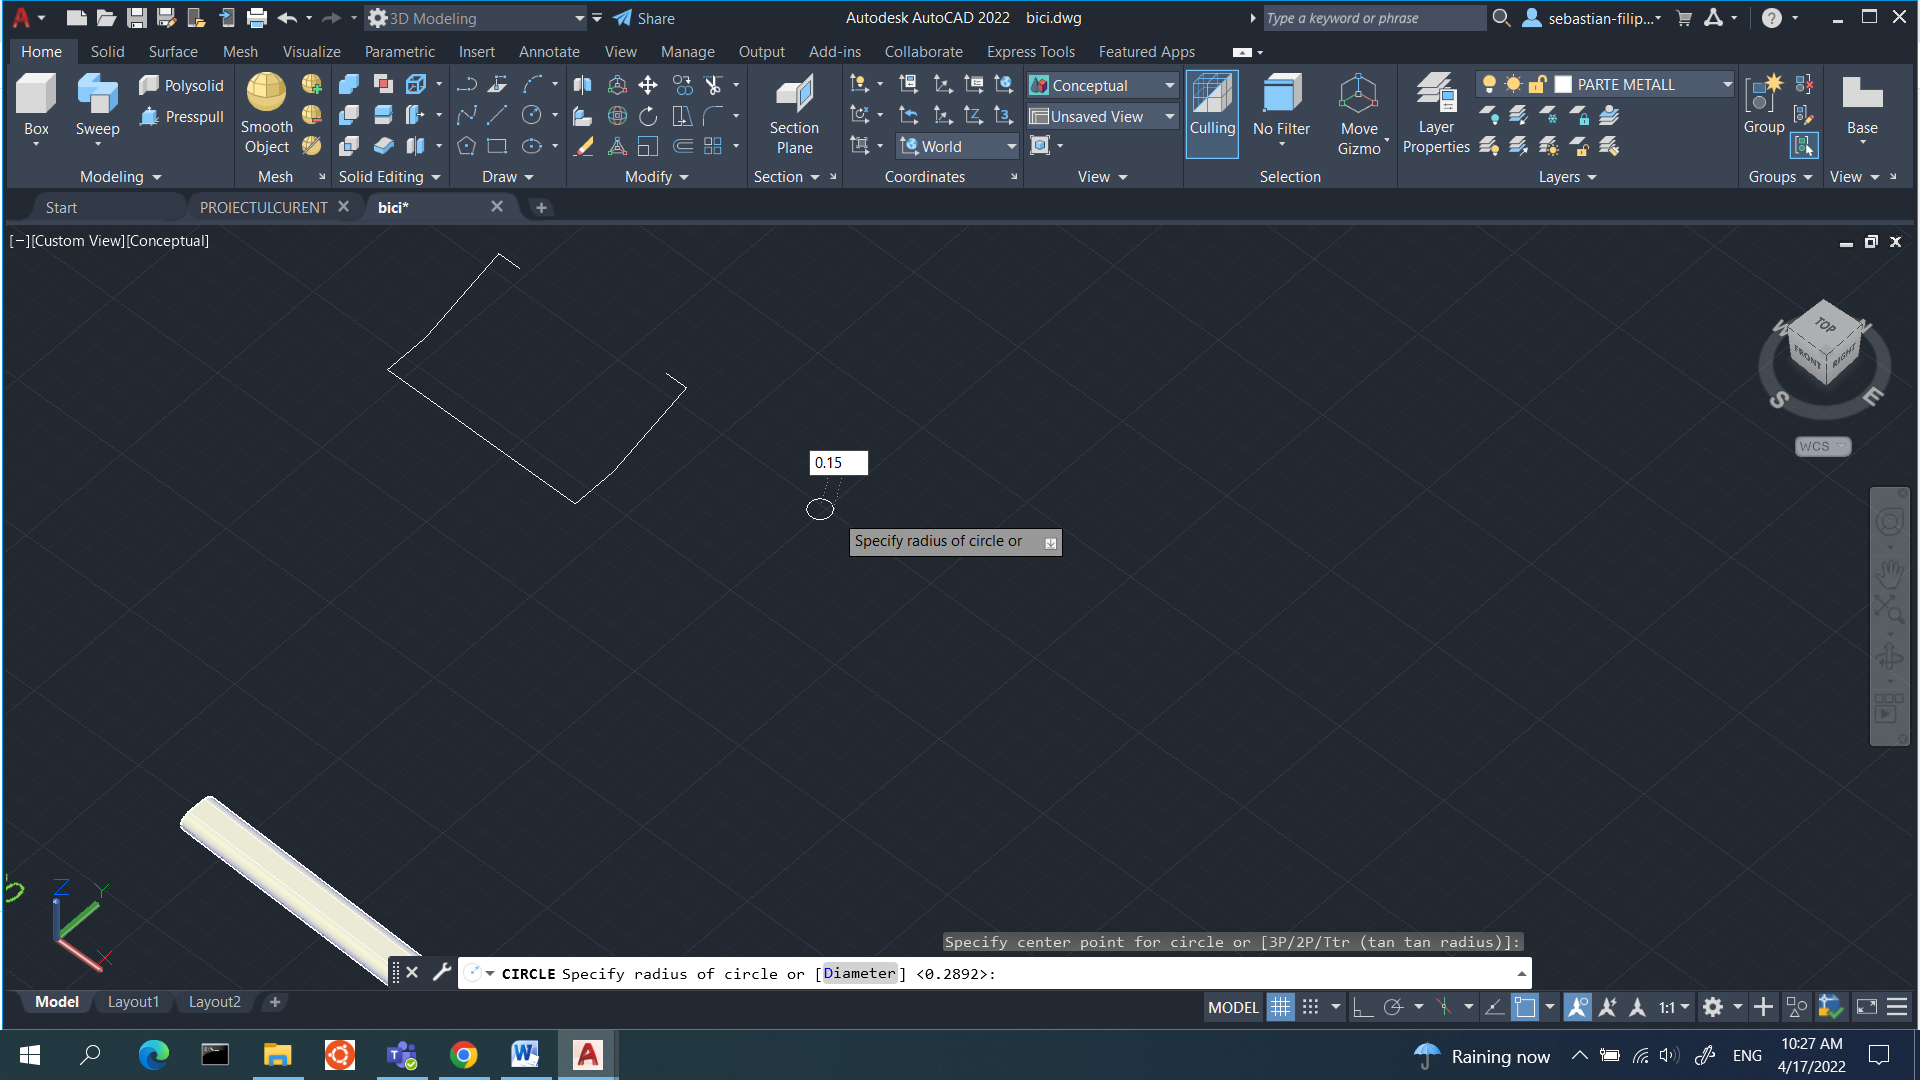 3D Modeling
Share
Autodesk AutoCAD 2022 bici.dwg
Type a keyword or phrase
sebastian-filip...
Home Solid Surface Mesh Visualize Parametric Insert Annotate View Manage Output Add-ins Collaborate Express Tools Featured Apps
Box
Sweep
Polysolid
Presspull
Smooth
Object
Section
Plane
World
Conceptual
Unsaved View
Culling
No Filter
Move
Gizmo
Layer
Properties
PARTE METALL
Group
Base
Modeling
Mesh
Solid Editing
Draw
Modify
Section
Coordinates
View
Selection
Layers
Groups
View
Start
PROIECTULCURENT
bici*
[−][Custom View][Conceptual]
TOP
FRONT
RIGHT
W
N
S
E
WCS
0.15
Specify radius of circle or
Z
Y
X
Specify center point for circle or [3P/2P/Ttr (tan tan radius)]:
CIRCLE Specify radius of circle or [Diameter] <0.2892>:
Model
Layout1
Layout2
MODEL
1:1
Raining now
ENG
10:27 AM
4/17/2022